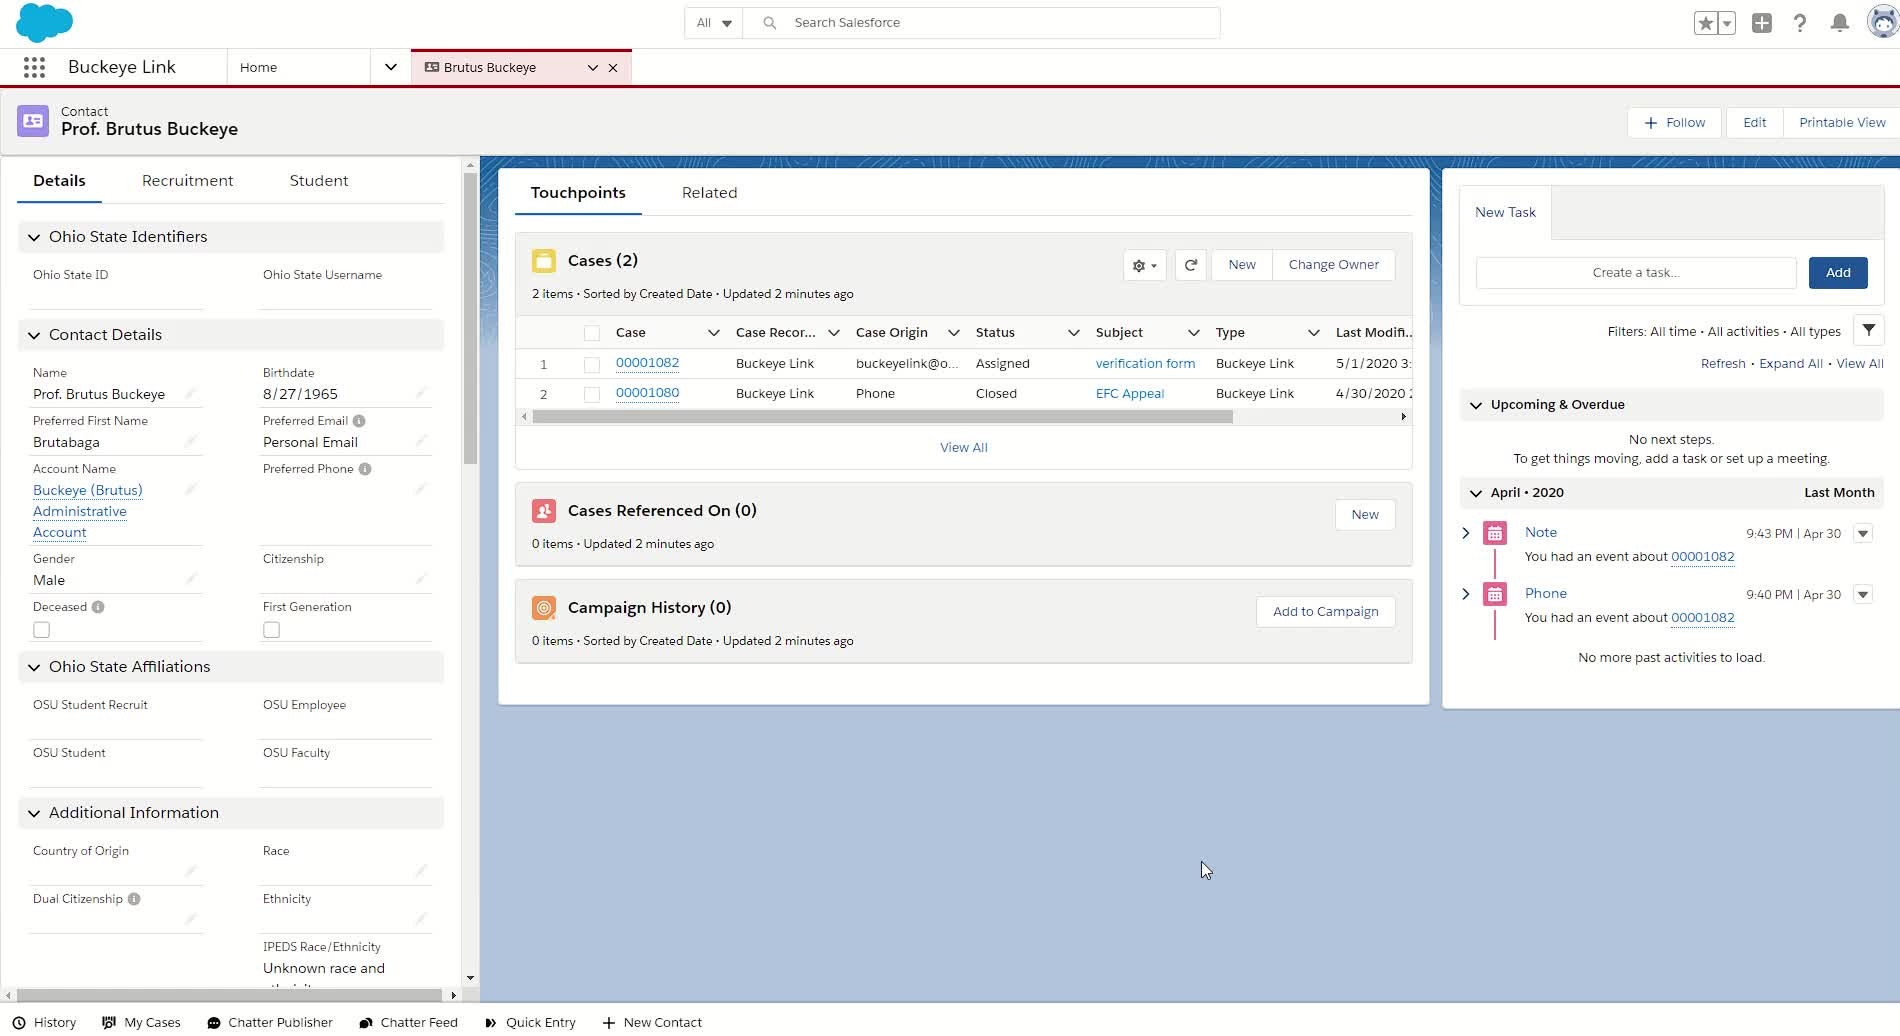 All
Search Salesforce
Buckeye Link
Home
Brutus Buckeye
Contact
Prof. Brutus Buckeye
Follow
Edit
Printable View
Details
Recruitment
Student
Ohio State Identifiers
Ohio State ID
Ohio State Username
Contact Details
Name
Birthdate
Prof. Brutus Buckeye
8/27/1965
Preferred First Name
Preferred Email
Brutabaga
Personal Email
Account Name
Preferred Phone
Buckeye (Brutus)
Administrative
Account
Gender
Citizenship
Male
Deceased
First Generation
Ohio State Affiliations
OSU Student Recruit
OSU Employee
OSU Student
OSU Faculty
Additional Information
Country of Origin
Race
Dual Citizenship
Ethnicity
IPEDS Race/Ethnicity
Unknown race and
Touchpoints
Related
Cases (2)
New
Change Owner
2 items • Sorted by Created Date • Updated 2 minutes ago
Case Case Recor... Case Origin Status Subject Type Last Modifi...
1 00001082 Buckeye Link buckeyelink@o... Assigned verification form Buckeye Link 5/1/2020 3:
2 00001080 Buckeye Link Phone Closed EFC Appeal Buckeye Link 4/30/2020
View All
Cases Referenced On (0)
New
0 items • Updated 2 minutes ago
Campaign History (0)
Add to Campaign
0 items • Sorted by Created Date • Updated 2 minutes ago
New Task
Create a task...
Add
Filters: All time • All activities • All types
Refresh • Expand All • View All
Upcoming & Overdue
No next steps.
To get things moving, add a task or set up a meeting.
April • 2020
Last Month
Note
9:43 PM | Apr 30
You had an event about 00001082
Phone
9:40 PM | Apr 30
You had an event about 00001082
No more past activities to load.
History
My Cases
Chatter Publisher
Chatter Feed
Quick Entry
New Contact